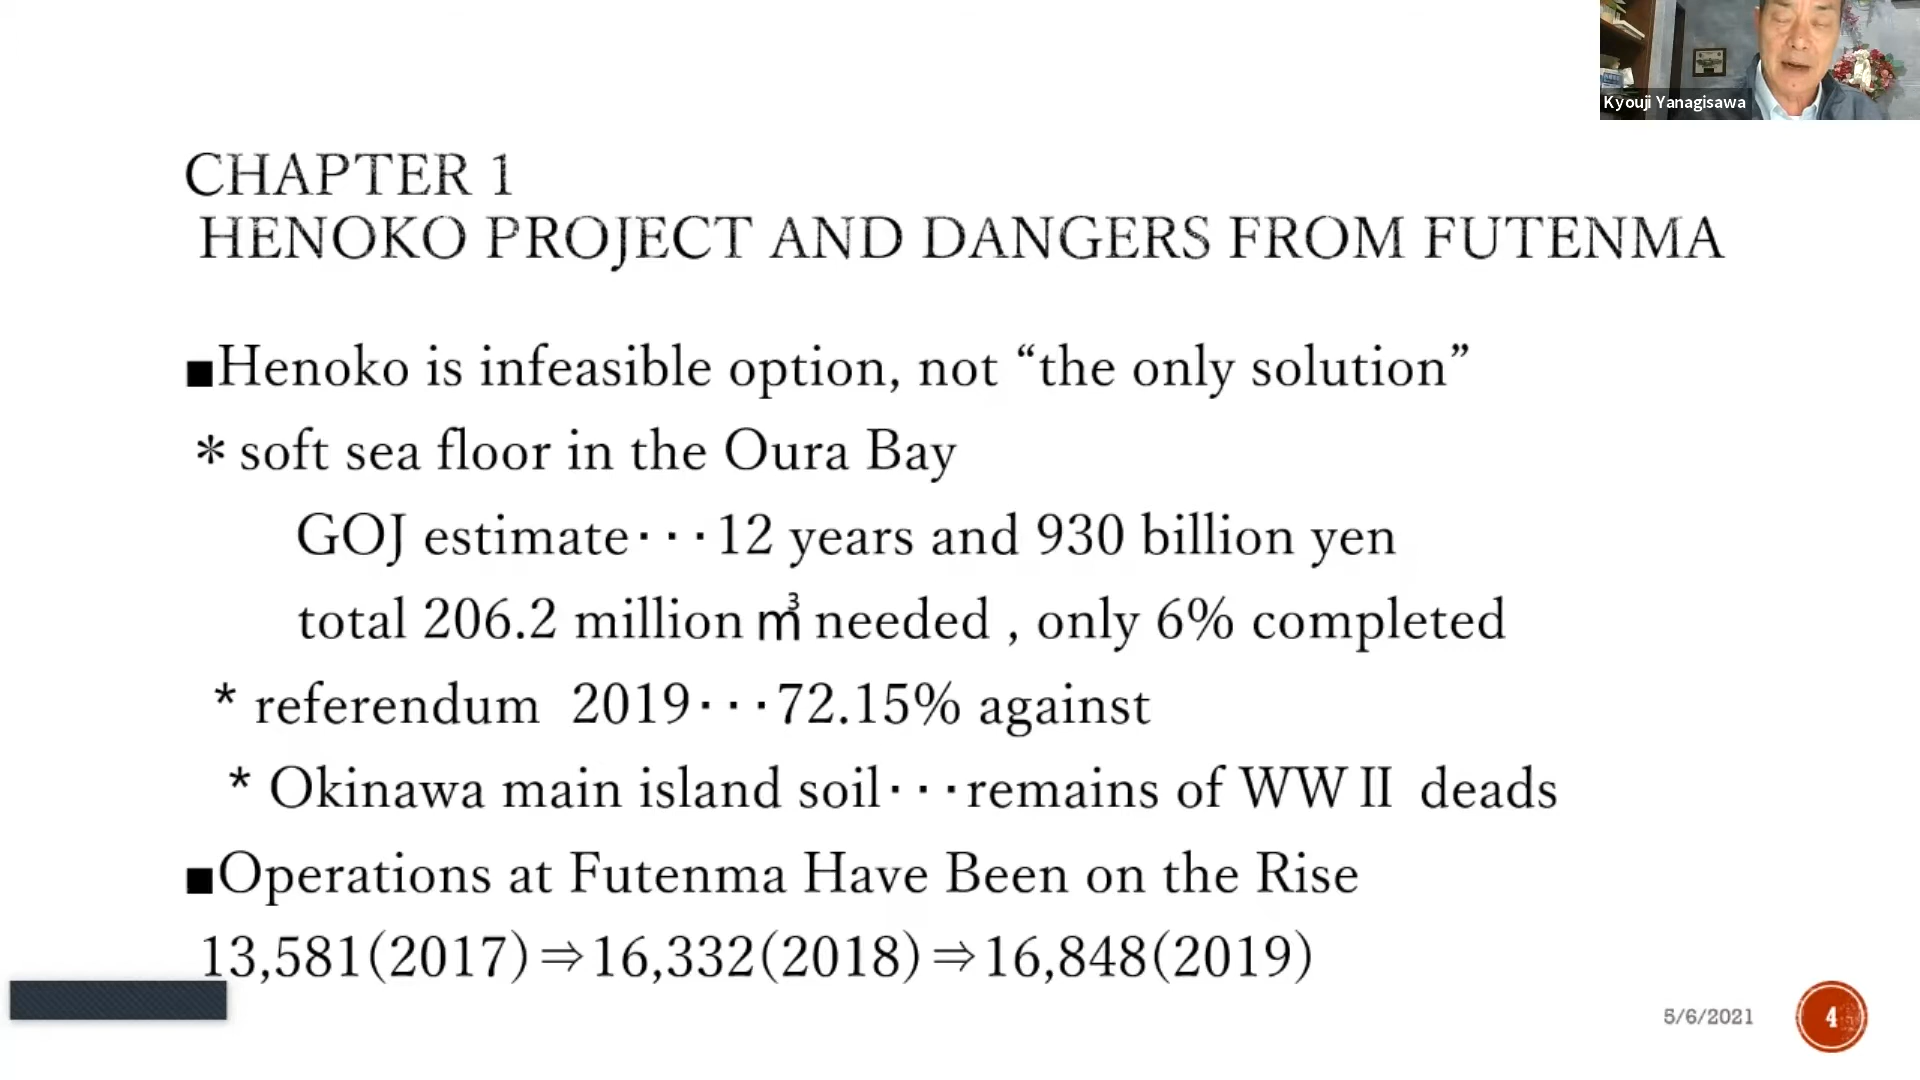 Kyouji Yanagisawa
CHAPTER 1
HENOKO PROJECT AND DANGERS FROM FUTENMA
■Henoko is infeasible option, not “the only solution”
＊soft sea floor in the Oura Bay
GOJ estimate･･･12 years and 930 billion yen
total 206.2 million ㎥ needed , only 6% completed
* referendum 2019･･･72.15% against
* Okinawa main island soil･･･remains of WWⅡ deads
■Operations at Futenma Have Been on the Rise
13,581(2017)⇒16,332(2018)⇒16,848(2019)
5/6/2021
4